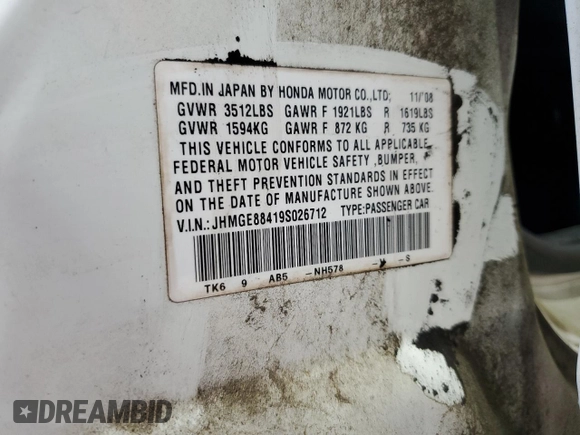 MFD.IN JAPAN BY HONDA MOTOR CO.,LTD; 11/'08
GVWR 3512LBS GAWR F 1921LBS R 1619LBS
GVWR 1594KG GAWR F 872 KG R 735 KG
THIS VEHICLE CONFORMS TO ALL APPLICABLE
FEDERAL MOTOR VEHICLE SAFETY ,BUMPER,
AND THEFT PREVENTION STANDARDS IN EFFECT
ON THE DATE OF MANUFACTURE SHOWN ABOVE.
V.I.N.: JHMGE88419S026712 TYPE:PASSENGER CAR
TK6 9 AB5 -NH578 - -S
DREAMBID